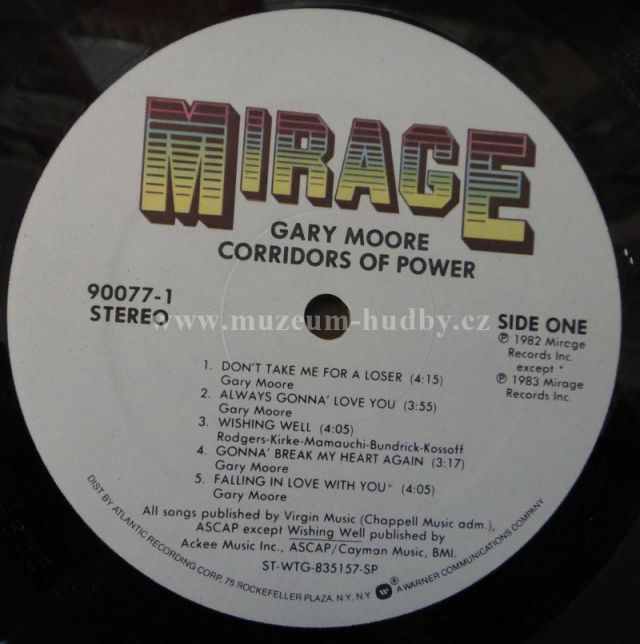 MIRAGE
GARY MOORE
CORRIDORS OF POWER
90077-1
STEREO
www.muzeum-hudby.cz
SIDE ONE
℗ 1982 Mirage
Records Inc.
except *
℗ 1983 Mirage
Records Inc.
1. DON'T TAKE ME FOR A LOSER (4:15)
Gary Moore
2. ALWAYS GONNA' LOVE YOU (3:55)
Gary Moore
3. WISHING WELL (4:05)
Rodgers-Kirke-Mamauchi-Bundrick-Kossoff
4. GONNA' BREAK MY HEART AGAIN (3:17)
Gary Moore
5. FALLING IN LOVE WITH YOU* (4:05)
Gary Moore
All songs published by Virgin Music (Chappell Music adm.),
ASCAP except Wishing Well published by
Ackee Music Inc., ASCAP/Cayman Music, BMI.
ST-WTG-835157-SP
DIST BY ATLANTIC RECORDING CORP. 75 ROCKEFELLER PLAZA, N.Y. N.Y. ® A WARNER COMMUNICATIONS COMPANY